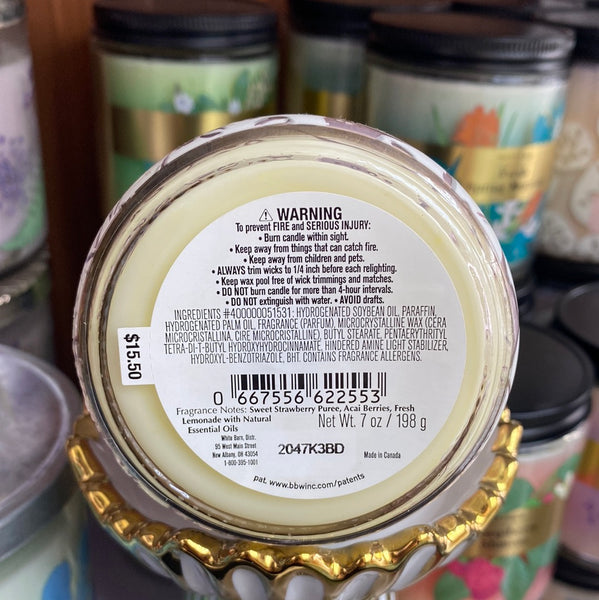 WARNING
To prevent FIRE and SERIOUS INJURY:
• Burn candle within sight.
• Keep away from things that can catch fire.
• Keep away from children and pets.
• ALWAYS trim wicks to 1/4 inch before each relighting.
• Keep wax pool free of wick trimmings and matches.
• DO NOT burn candle for more than 4-hour intervals.
• DO NOT extinguish with water. • AVOID drafts.
INGREDIENTS #400000051531: HYDROGENATED SOYBEAN OIL, PARAFFIN,
HYDROGENATED PALM OIL, FRAGRANCE (PARFUM), MICROCRYSTALLINE WAX (CERA
MICROCRISTALLINA, CIRE MICROCRISTALLINE), BUTYL STEARATE, PENTAERYTHRITYL
TETRA-DI-T-BUTYL HYDROXYHYDROCINNAMATE, HINDERED AMINE LIGHT STABILIZER,
HYDROXYL-BENZOTRIAZOLE, BHT. CONTAINS FRAGRANCE ALLERGENS.
$15.50
0 667556 622553
Fragrance Notes: Sweet Strawberry Puree, Acai Berries, Fresh
Lemonade with Natural
Essential Oils
Net Wt. 7 oz / 198 g
White Barn, Distr.
95 West Main Street
New Albany, OH 43054
1-800-395-1001
2047K3BD
Made in Canada
pat. www.bbwinc.com/patents